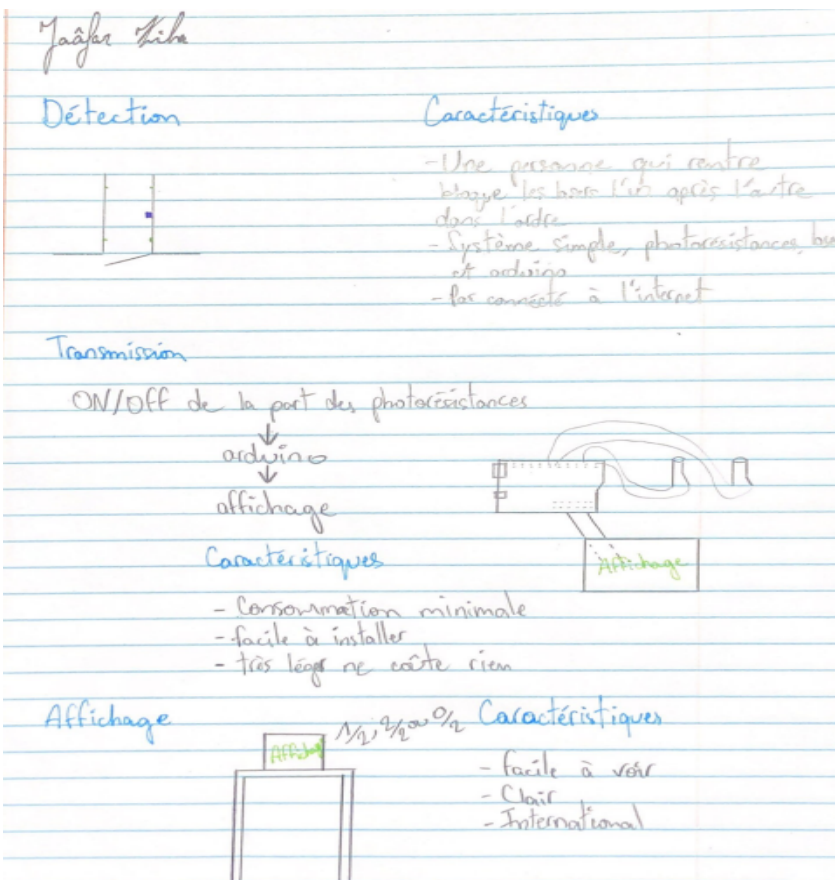 Jaâfar
Détection
Caractéristiques
- Une personne qui rentre
bloque les lasers l'un après l'autre
dans l'ordre
- Système simple, photorésistances,
et arduino
- Pas connecté à l'internet
Transmission
ON/OFF de la part des photorésistances
arduino
affichage
Affichage
Caractéristiques
- Consommation minimale
- facile à installer
- très léger ne coûte rien
Affichage
Affichage
1/2, 2/2 ou 0/2
Caractéristiques
- facile à voir
- Clair
- International